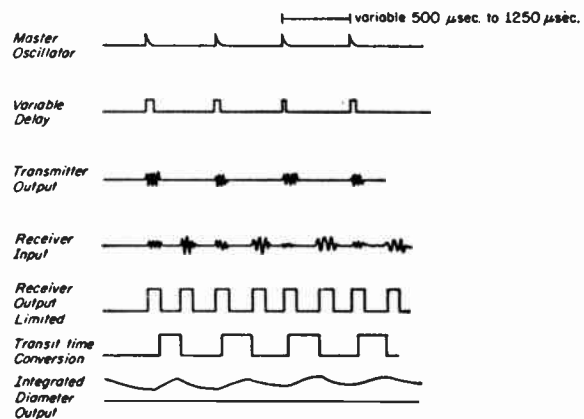 variable 500 μsec. to 1250 μsec.
Master
Oscillator
Variable
Delay
Transmitter
Output
Receiver
Input
Receiver
Output
Limited
Transit time
Conversion
Integrated
Diameter
Output